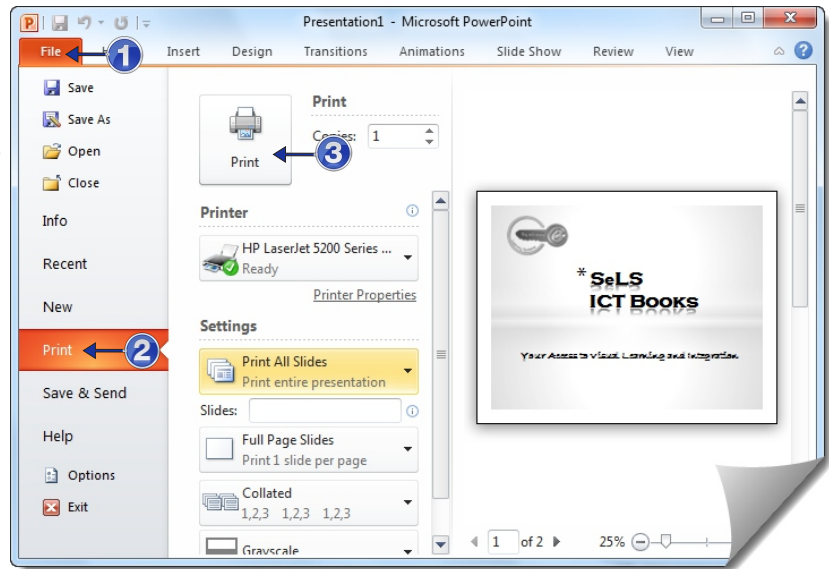 Presentation1 - Microsoft PowerPoint
File Insert Design Transitions Animations Slide Show Review View
1
Save
Save As
Open
Close
Info
Recent
New
Print
2
Save & Send
Help
Options
Exit
Print
Print
Copies: 1
3
Printer
HP LaserJet 5200 Series ...
Ready
Printer Properties
Settings
Print All Slides
Print entire presentation
Slides:
Full Page Slides
Print 1 slide per page
Collated
1,2,3 1,2,3 1,2,3
Grayscale
* SeLS
ICT Books
Your Access to Visual Learning and Integration
1 of 2
25%